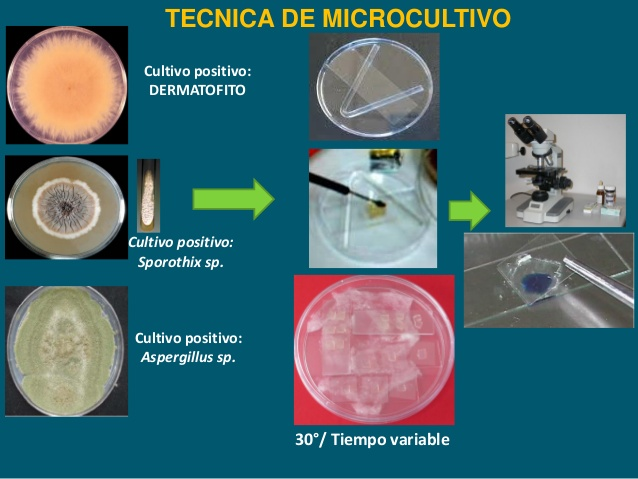 TECNICA DE MICROCULTIVO
Cultivo positivo:
DERMATOFITO
Cultivo positivo:
Sporothix sp.
Cultivo positivo:
Aspergillus sp.
30°/ Tiempo variable